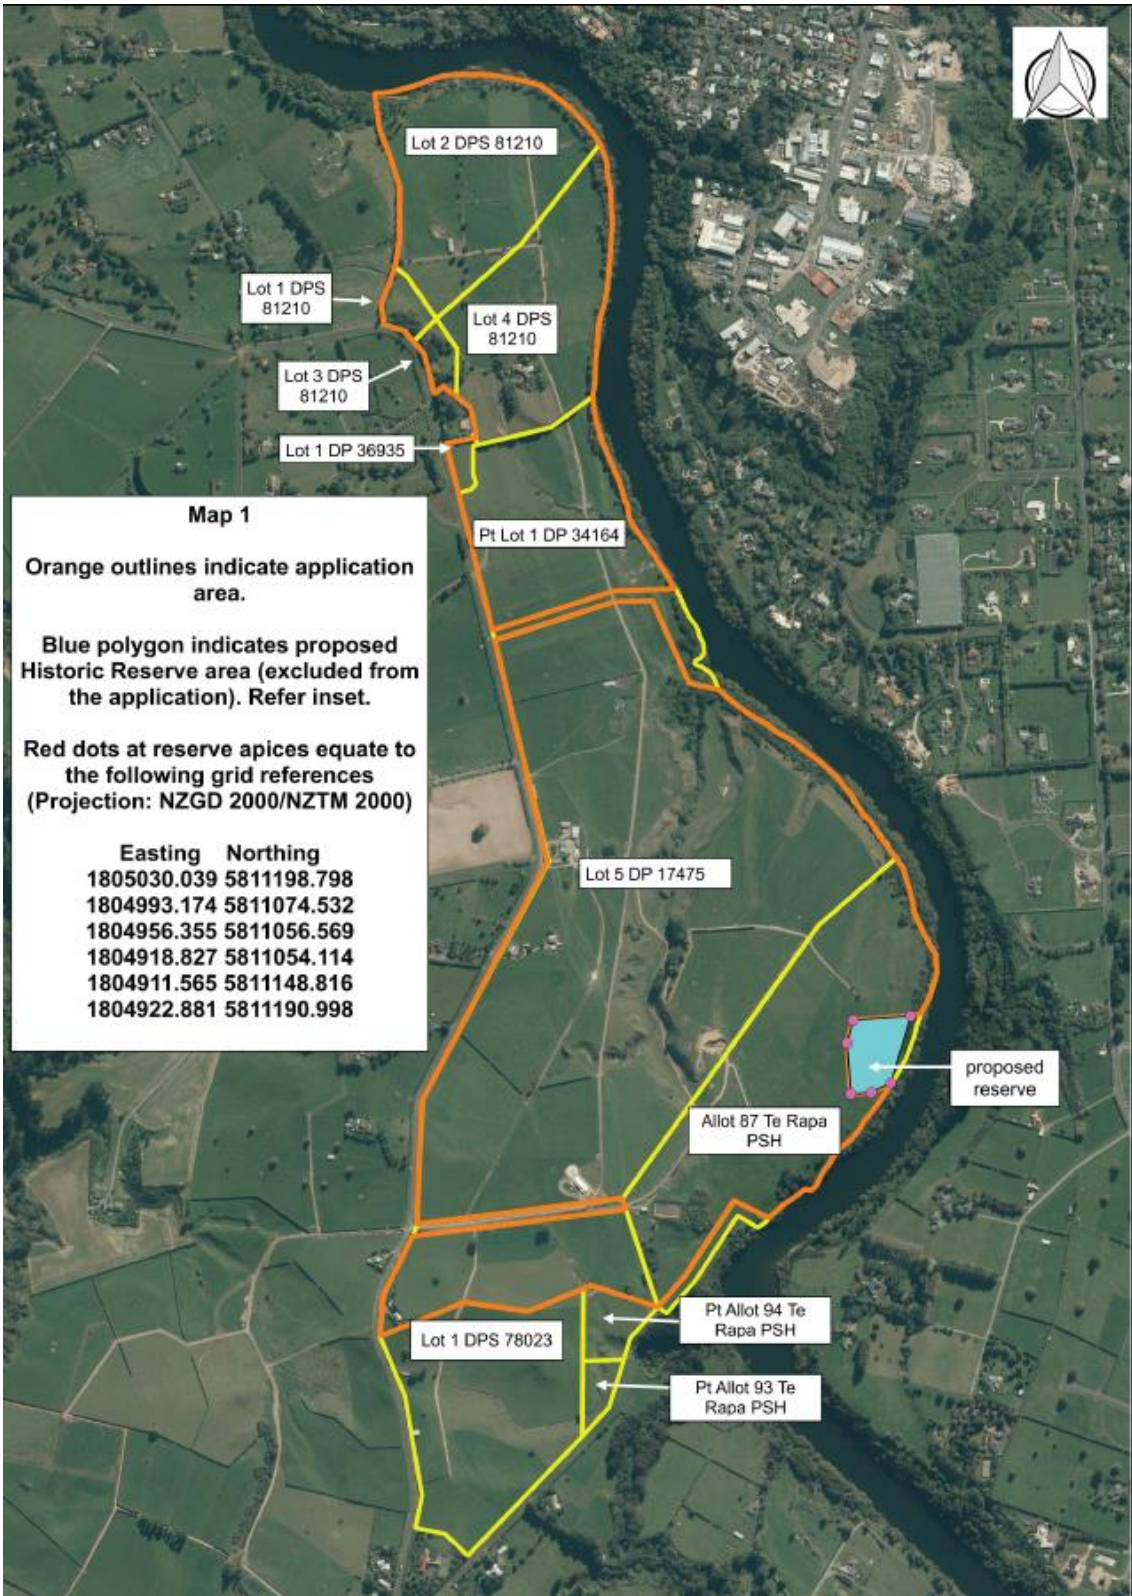 Lot 2 DPS 81210
Lot 1 DPS
81210
Lot 4 DPS
81210
Lot 3 DPS
81210
Lot 1 DP 36935
Map 1
Orange outlines indicate application
area.
Blue polygon indicates proposed
Historic Reserve area (excluded from
the application). Refer inset.
Red dots at reserve apices equate to
the following grid references
(Projection: NZGD 2000/NZTM 2000)
Easting Northing
1805030.039 5811198.798
1804993.174 5811074.532
1804956.355 5811056.569
1804918.827 5811054.114
1804911.565 5811148.816
1804922.881 5811190.998
Pt Lot 1 DP 34164
Lot 5 DP 17475
proposed
reserve
Allot 87 Te Rapa
PSH
Pt Allot 94 Te
Rapa PSH
Lot 1 DPS 78023
Pt Allot 93 Te
Rapa PSH